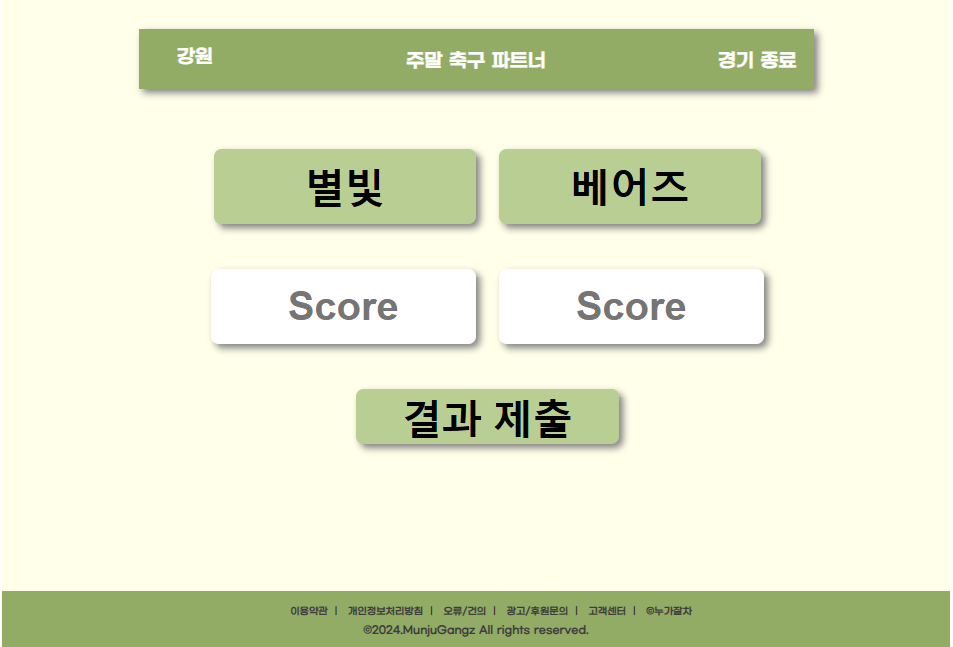 강원 주말 축구 파트너 경기 종료
별빛 베어즈
Score Score
결과 제출
이용약관 | 개인정보처리방침 | 오류/건의 | 광고/후원문의 | 고객센터 | ©누가잘차
©2024.MunjuGangz All rights reserved.